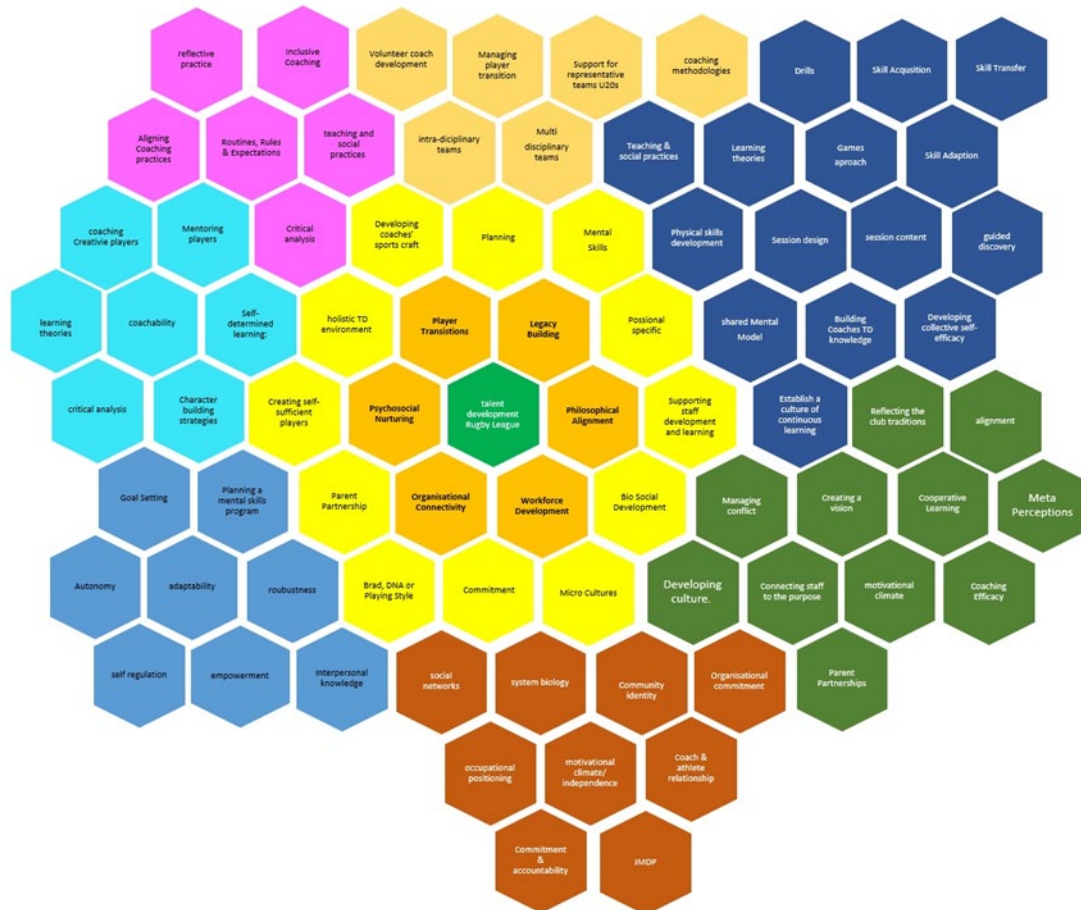 reflective
practice
Inclusive
Coaching
Volunteer coach
development
Managing
player
transition
Support for
representative
teams U20s
coaching
methodologies
Drills
Skill Acqusition
Skill Transfer
Aligning
Coaching
practices
Routines, Rules
& Expectations
teaching and
social
practices
intra-diciplinary
teams
Multi
disciplinary
teams
Teaching &
social practices
Learning
theories
Games
aproach
Skill Adaption
coaching
Creativie players
Mentoring
players
Critical
analysis
Developing
coaches'
sports craft
Planning
Mental
Skills
Physical skills
development
Session design
session content
guided
discovery
learning
theories
coachability
Self-
determined
learning:
holistic TD
environment
Player
Transistions
Legacy
Building
Possional
specific
shared Mental
Model
Building
Coaches TD
knowledge
Developing
collective self-
efficacy
critical analysis
Character
building
strategies
Creating self-
sufficient
players
Psychosocial
Nurturing
talent
development
Rugby League
Philosophical
Alignment
Supporting
staff
development
and learning
Establish a
culture of
continuous
learning
Reflecting the
club traditions
alignment
Goal Setting
Planning a
mental skills
program
Parent
Partnership
Organisational
Connectivity
Workforce
Development
Bio Social
Development
Managing
conflict
Creating a
vision
Cooperative
Learning
Meta
Perceptions
Autonomy
adaptability
roubustness
Brad, DNA or
Playing Style
Commitment
Micro Cultures
Developing
culture.
Connecting staff
to the purpose
motivational
climate
Coaching
Efficacy
self regulation
empowerment
Interpersonal
knowledge
social
networks
system biology
Community
identity
Organisational
commitment
Parent
Partnerships
occupational
positioning
motivational
climate/
independence
Coach &
athlete
relationship
Commitment
&
accountability
JMDP